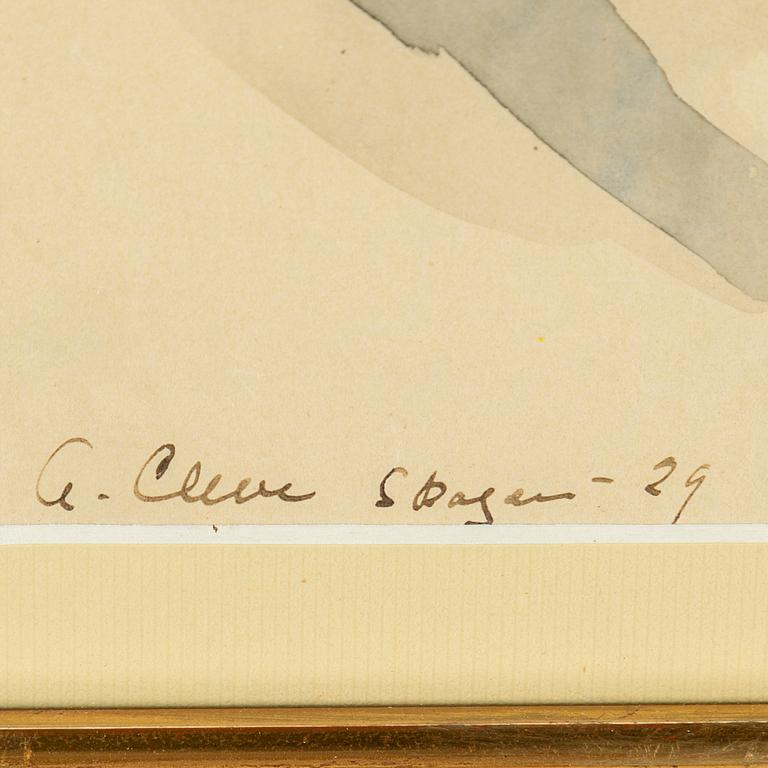 A. Cleve Skagen - 29